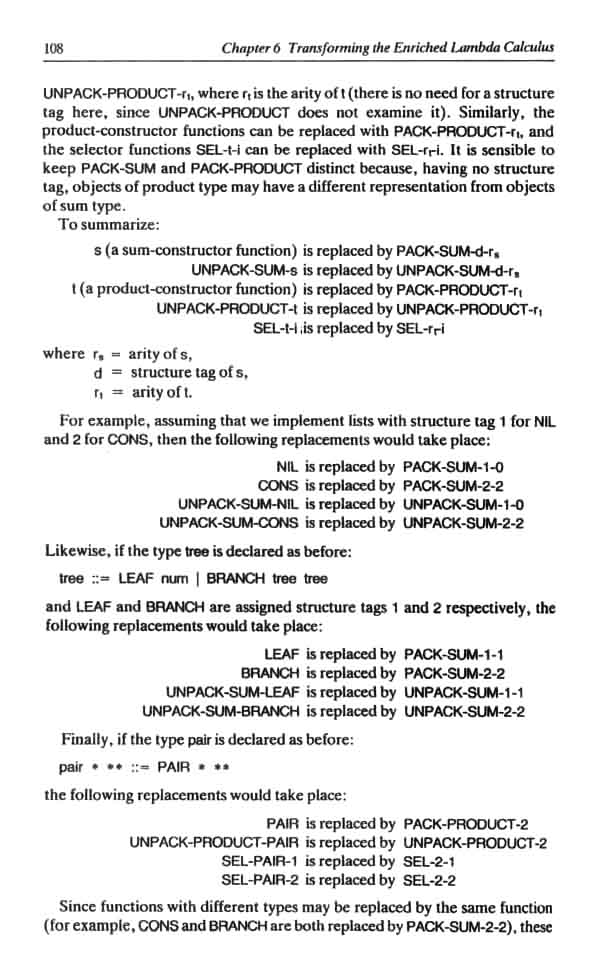 108 Chapter 6 Transforming the Enriched Lambda Calculus
UNPACK-PRODUCT-rₜ, where rₜ is the arity of t (there is no need for a structure
tag here, since UNPACK-PRODUCT does not examine it). Similarly, the
product-constructor functions can be replaced with PACK-PRODUCT-rₜ, and
the selector functions SEL-t-i can be replaced with SEL-rₜ-i. It is sensible to
keep PACK-SUM and PACK-PRODUCT distinct because, having no structure
tag, objects of product type may have a different representation from objects
of sum type.
To summarize:
s (a sum-constructor function) is replaced by PACK-SUM-d-rₛ
UNPACK-SUM-s is replaced by UNPACK-SUM-d-rₛ
t (a product-constructor function) is replaced by PACK-PRODUCT-rₜ
UNPACK-PRODUCT-t is replaced by UNPACK-PRODUCT-rₜ
SEL-t-i is replaced by SEL-rₜ-i
where rₛ = arity of s,
d = structure tag of s,
rₜ = arity of t.
For example, assuming that we implement lists with structure tag 1 for NIL
and 2 for CONS, then the following replacements would take place:
NIL is replaced by PACK-SUM-1-0
CONS is replaced by PACK-SUM-2-2
UNPACK-SUM-NIL is replaced by UNPACK-SUM-1-0
UNPACK-SUM-CONS is replaced by UNPACK-SUM-2-2
Likewise, if the type tree is declared as before:
tree ::= LEAF num | BRANCH tree tree
and LEAF and BRANCH are assigned structure tags 1 and 2 respectively, the
following replacements would take place:
LEAF is replaced by PACK-SUM-1-1
BRANCH is replaced by PACK-SUM-2-2
UNPACK-SUM-LEAF is replaced by UNPACK-SUM-1-1
UNPACK-SUM-BRANCH is replaced by UNPACK-SUM-2-2
Finally, if the type pair is declared as before:
pair * ** ::= PAIR * **
the following replacements would take place:
PAIR is replaced by PACK-PRODUCT-2
UNPACK-PRODUCT-PAIR is replaced by UNPACK-PRODUCT-2
SEL-PAIR-1 is replaced by SEL-2-1
SEL-PAIR-2 is replaced by SEL-2-2
Since functions with different types may be replaced by the same function
(for example, CONS and BRANCH are both replaced by PACK-SUM-2-2), these